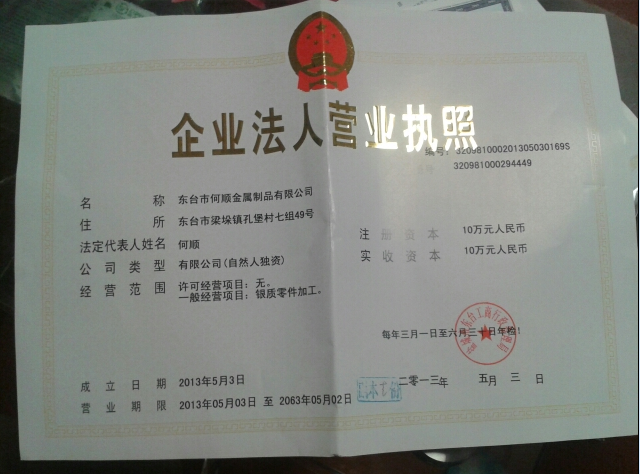 企业法人营业执照
编号: 320981000201305030169S
320981000294449
名称 东台市何顺金属制品有限公司
住所 东台市梁垛镇孔堡村七组49号
法定代表人姓名 何顺
公司类型 有限公司(自然人独资)
经营范围 许可经营项目：无。
一般经营项目：银质零件加工。
注册资本 10万元人民币
实收资本 10万元人民币
每年三月一日至六月三十日年检!
成立日期 2013年5月3日
营业期限 2013年05月03日 至 2063年05月02日
二零一三年 五月 三日